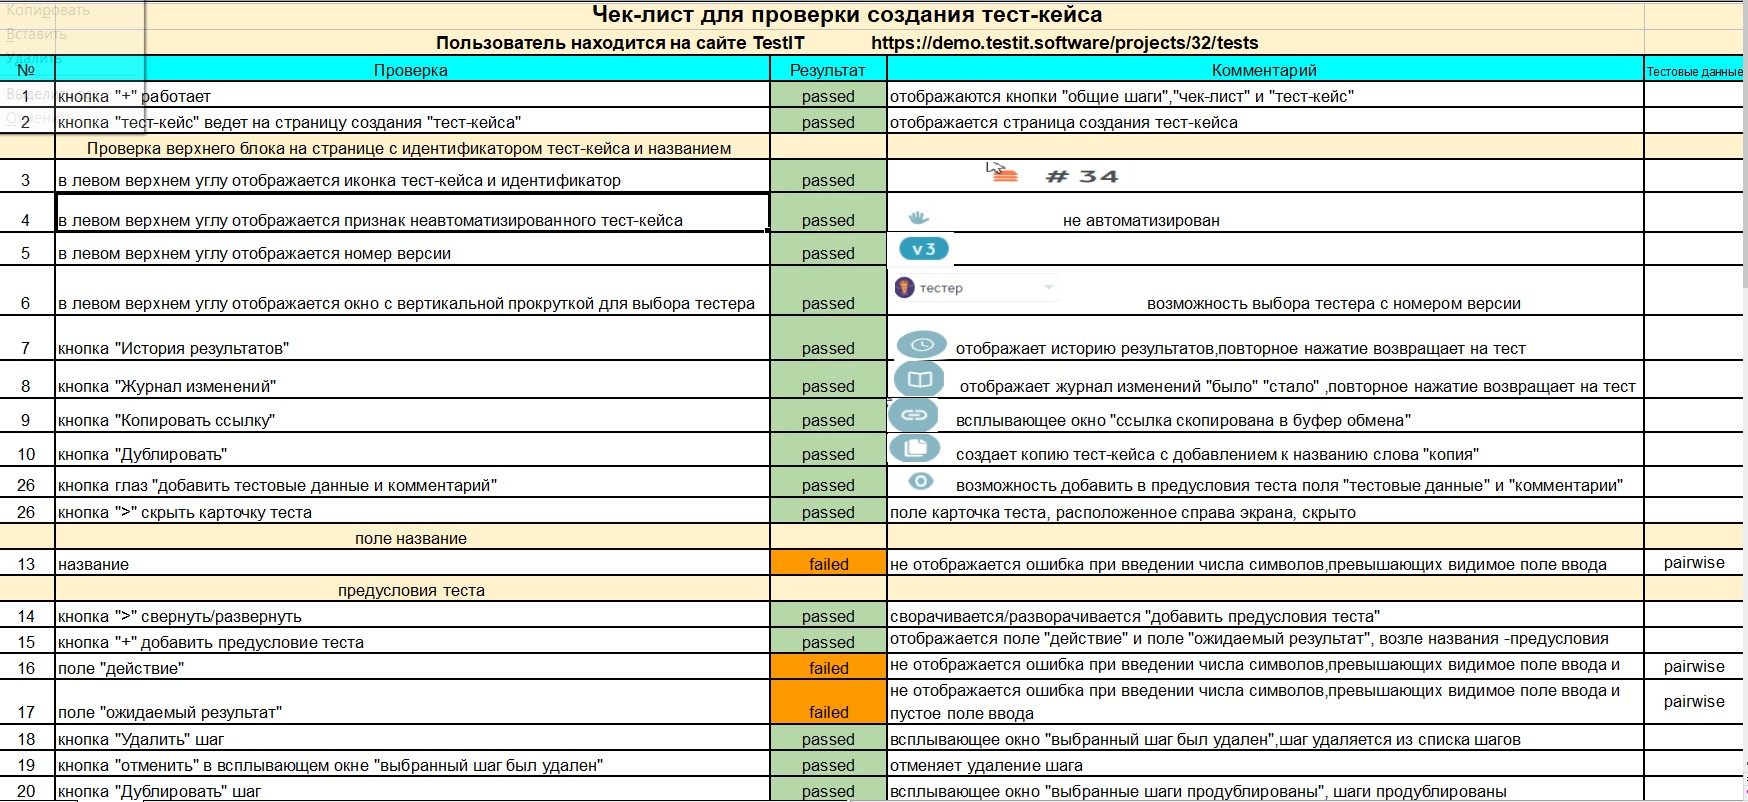 Чек-лист для проверки создания тест-кейса
Пользователь находится на сайте TestIT https://demo.testit.software/projects/32/tests
Копировать
Вставить
Удалить
№ Проверка Результат Комментарий Тестовые данные
1 кнопка "+" работает passed отображаются кнопки "общие шаги","чек-лист" и "тест-кейс"
2 кнопка "тест-кейс" ведет на страницу создания "тест-кейса" passed отображается страница создания тест-кейса
Проверка верхнего блока на странице с идентификатором тест-кейса и названием
3 в левом верхнем углу отображается иконка тест-кейса и идентификатор passed # 34
4 в левом верхнем углу отображается признак неавтоматизированного тест-кейса passed не автоматизирован
5 в левом верхнем углу отображается номер версии passed v 3
6 в левом верхнем углу отображается окно с вертикальной прокруткой для выбора тестера passed тестер возможность выбора тестера с номером версии
7 кнопка "История результатов" passed отображает историю результатов,повторное нажатие возвращает на тест
8 кнопка "Журнал изменений" passed отображает журнал изменений "было" "стало" ,повторное нажатие возвращает на тест
9 кнопка "Копировать ссылку" passed всплывающее окно "ссылка скопирована в буфер обмена"
10 кнопка "Дублировать" passed создает копию тест-кейса с добавлением к названию слова "копия"
26 кнопка глаз "добавить тестовые данные и комментарий" passed возможность добавить в предусловия теста поля "тестовые данные" и "комментарии"
26 кнопка ">" скрыть карточку теста passed поле карточка теста, расположенное справа экрана, скрыто
поле название
13 название failed не отображается ошибка при введении числа символов,превышающих видимое поле ввода pairwise
предусловия теста
14 кнопка ">" свернуть/развернуть passed сворачивается/разворачивается "добавить предусловия теста"
15 кнопка "+" добавить предусловие теста passed отображается поле "действие" и поле "ожидаемый результат", возле названия -предусловия
16 поле "действие" failed не отображается ошибка при введении числа символов,превышающих видимое поле ввода и pairwise
17 поле "ожидаемый результат" failed не отображается ошибка при введении числа символов,превышающих видимое поле ввода и pairwise
пустое поле ввода
18 кнопка "Удалить" шаг passed всплывающее окно "выбранный шаг был удален",шаг удаляется из списка шагов
19 кнопка "отменить" в всплывающем окне "выбранный шаг был удален" passed отменяет удаление шага
20 кнопка "Дублировать" шаг passed всплывающее окно "выбранные шаги продублированы", шаги продублированы